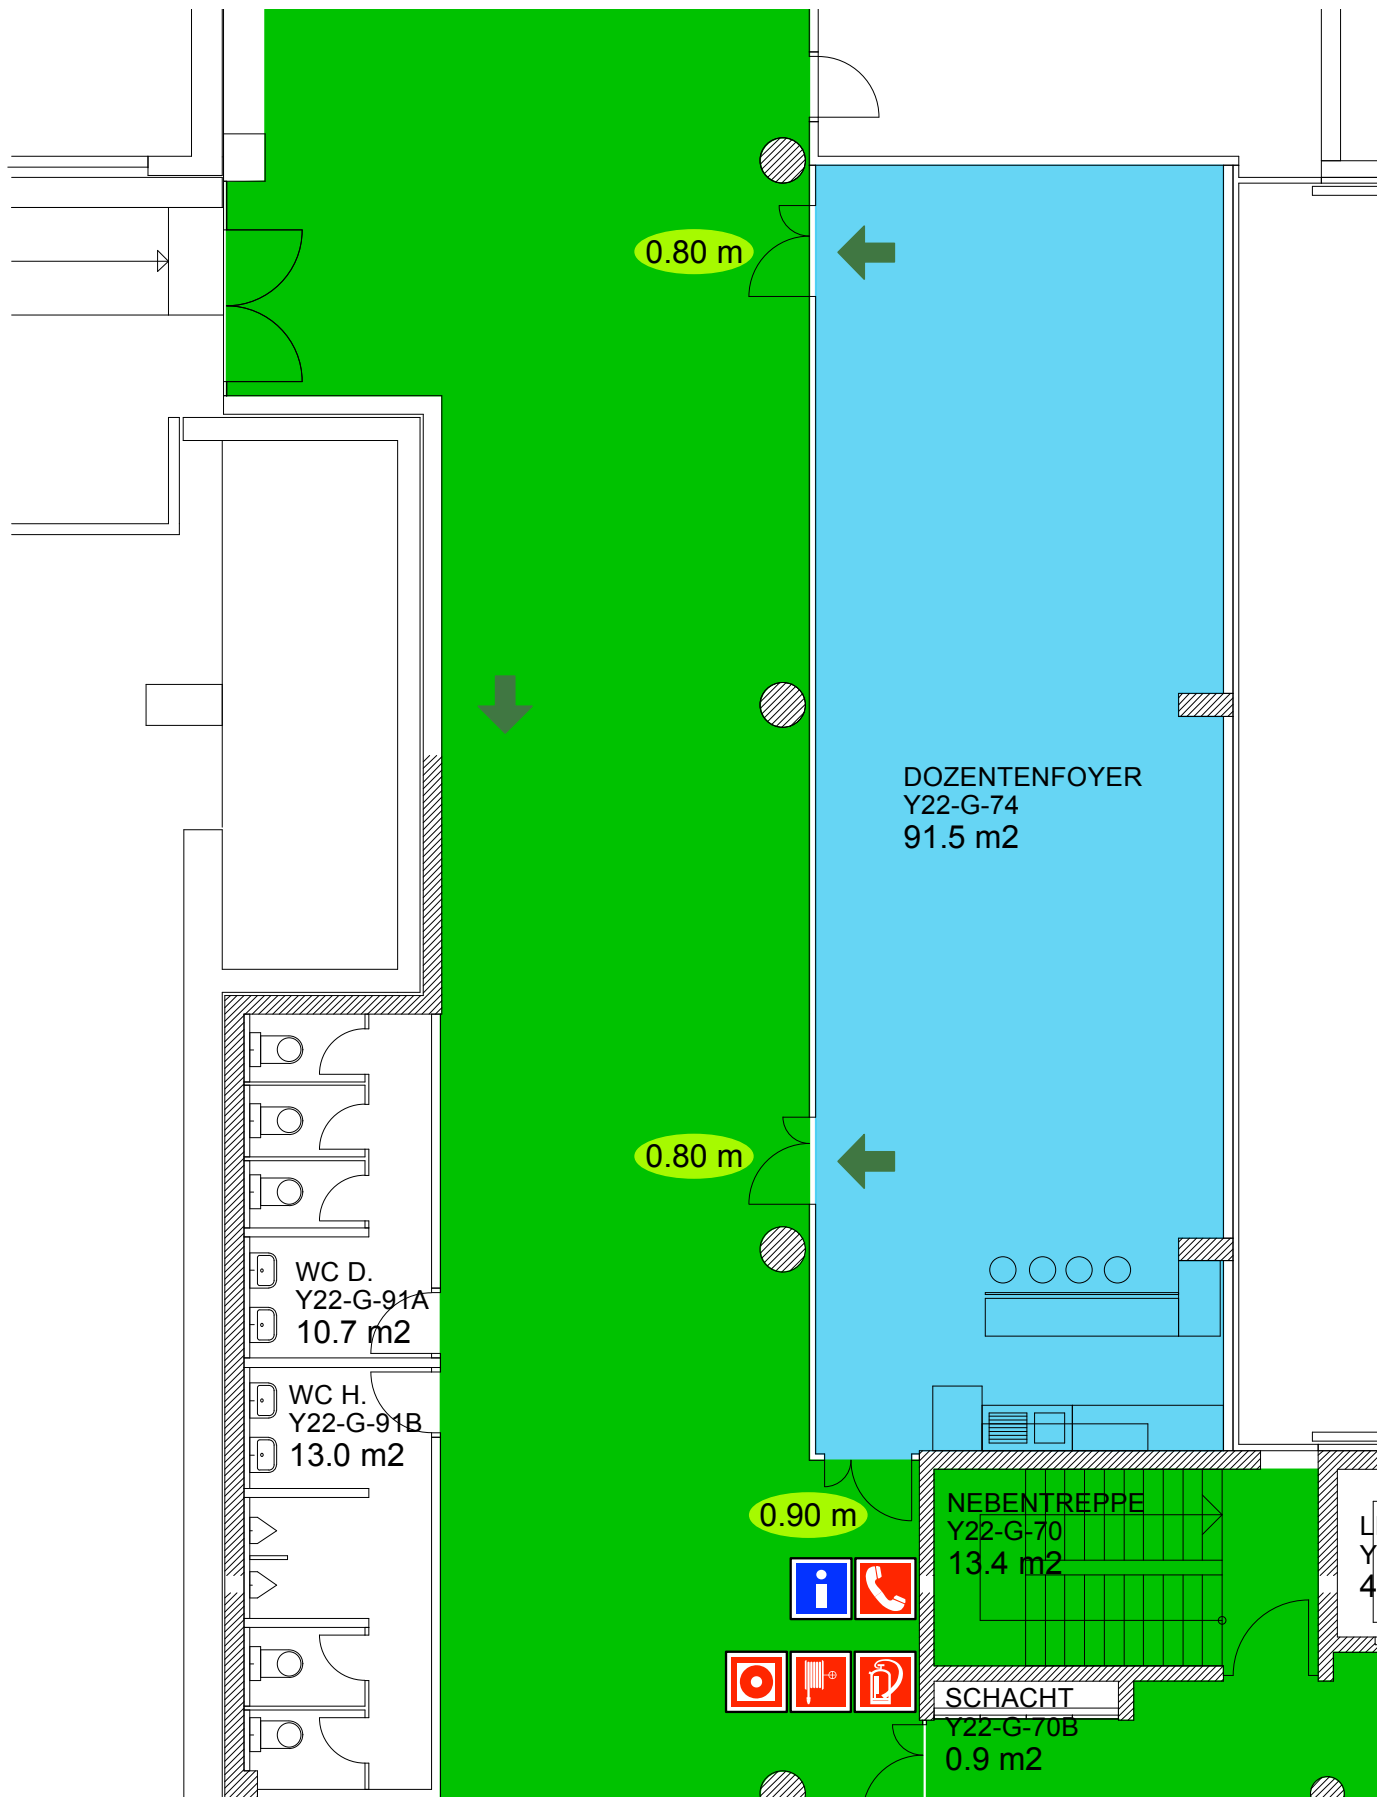 0.80 m
DOZENTENFOYER
Y22-G-74
91.5 m2
0.80 m
WC D.
Y22-G-91A
10.7 m2
WC H.
Y22-G-91B
13.0 m2
0.90 m
NEBENTREPPE
Y22-G-70
13.4 m2
i
SCHACHT
Y22-G-70B
0.9 m2